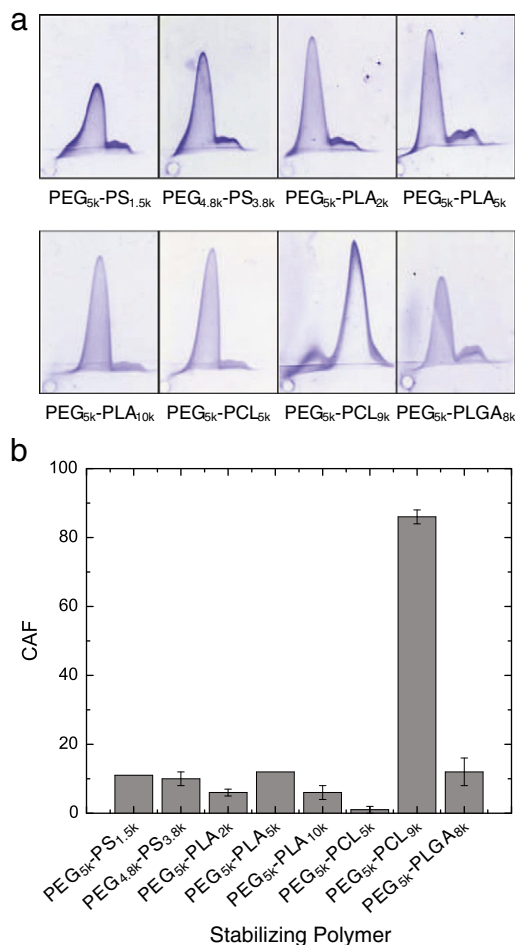 a
PEG5k-PS1.5k PEG4.8k-PS3.8k PEG5k-PLA2k PEG5k-PLA5k
PEG5k-PLA10k PEG5k-PCL5k PEG5k-PCL9k PEG5k-PLGA8k
b
100
80
60
40
20
0
CAF
PEG5k-PS1.5k
PEG4.8k-PS3.8k
PEG5k-PLA2k
PEG5k-PLA5k
PEG5k-PLA10k
PEG5k-PCL5k
PEG5k-PCL9k
PEG5k-PLGA8k
Stabilizing Polymer